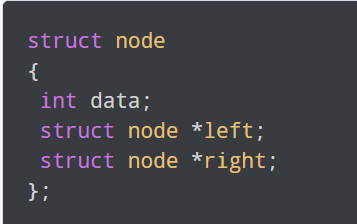 struct node
{
 int data;
 struct node *left;
 struct node *right;
};